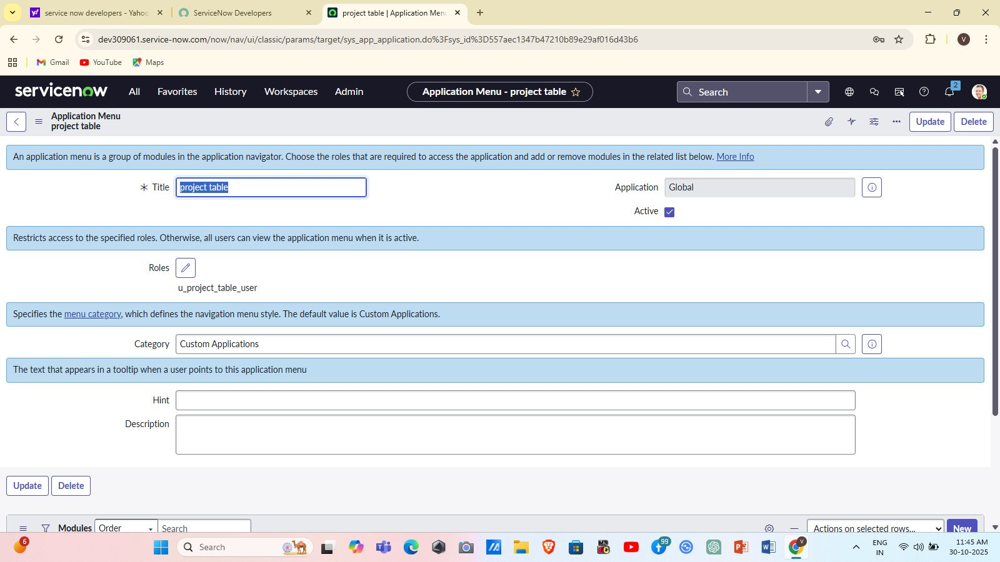 service now developers - Yahoo
ServiceNow Developers
project table | Application Menu
dev309061.service-now.com/now/nav/ui/classic/params/target/sys_app_application.do%3Fsys_id%3D557aec1347b47210b89e29af016d43b6
V
Gmail
YouTube
Maps
servicenow
All
Favorites
History
Workspaces
Admin
Application Menu - project table
Search
2
Application Menu
project table
Update
Delete
An application menu is a group of modules in the application navigator. Choose the roles that are required to access the application and add or remove modules in the related list below. More Info
* Title
project table
Application
Global
Active
Restricts access to the specified roles. Otherwise, all users can view the application menu when it is active.
Roles
u_project_table_user
Specifies the menu category, which defines the navigation menu style. The default value is Custom Applications.
Category
Custom Applications
The text that appears in a tooltip when a user points to this application menu
Hint
Description
Update
Delete
Modules
Order
Search
Actions on selected rows...
New
6
Search
99
V
ENG
IN
11:45 AM
30-10-2025